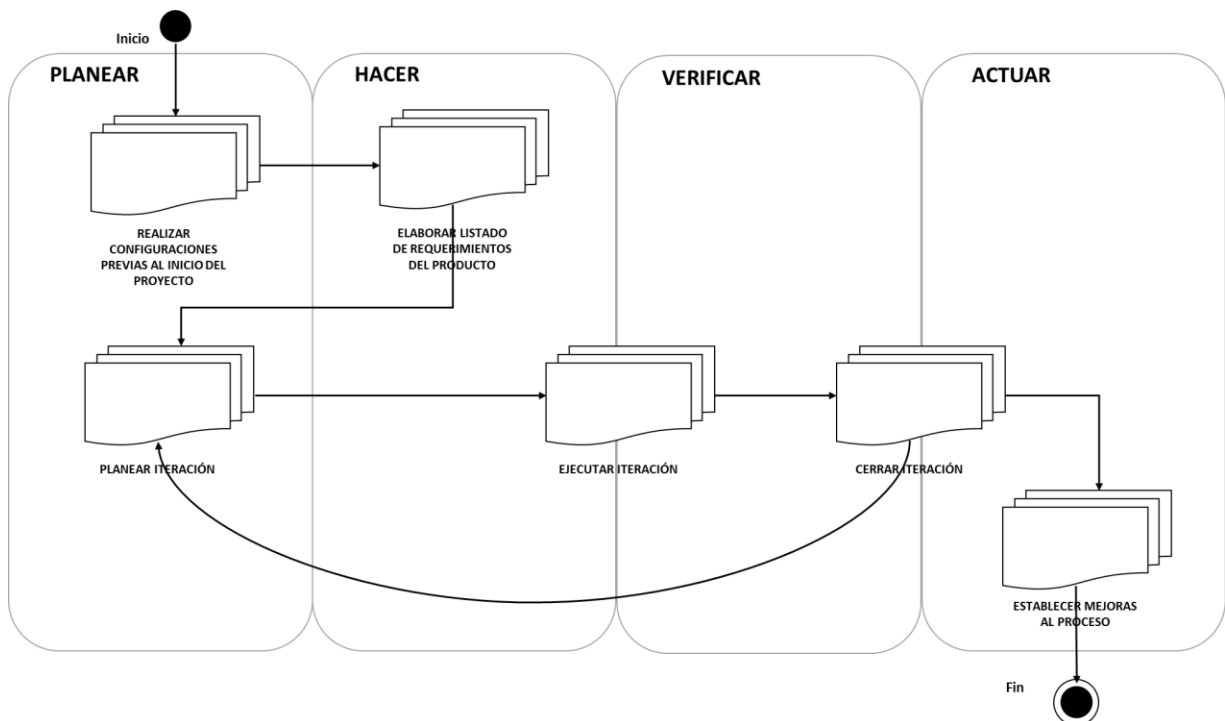 Inicio
PLANEAR
HACER
VERIFICAR
ACTUAR
REALIZAR
CONFIGURACIONES
PREVIAS AL INICIO DEL
PROYECTO
ELABORAR LISTADO
DE REQUERIMIENTOS
DEL PRODUCTO
PLANEAR ITERACIÓN
EJECUTAR ITERACIÓN
CERRAR ITERACIÓN
ESTABLECER MEJORAS
AL PROCESO
Fin